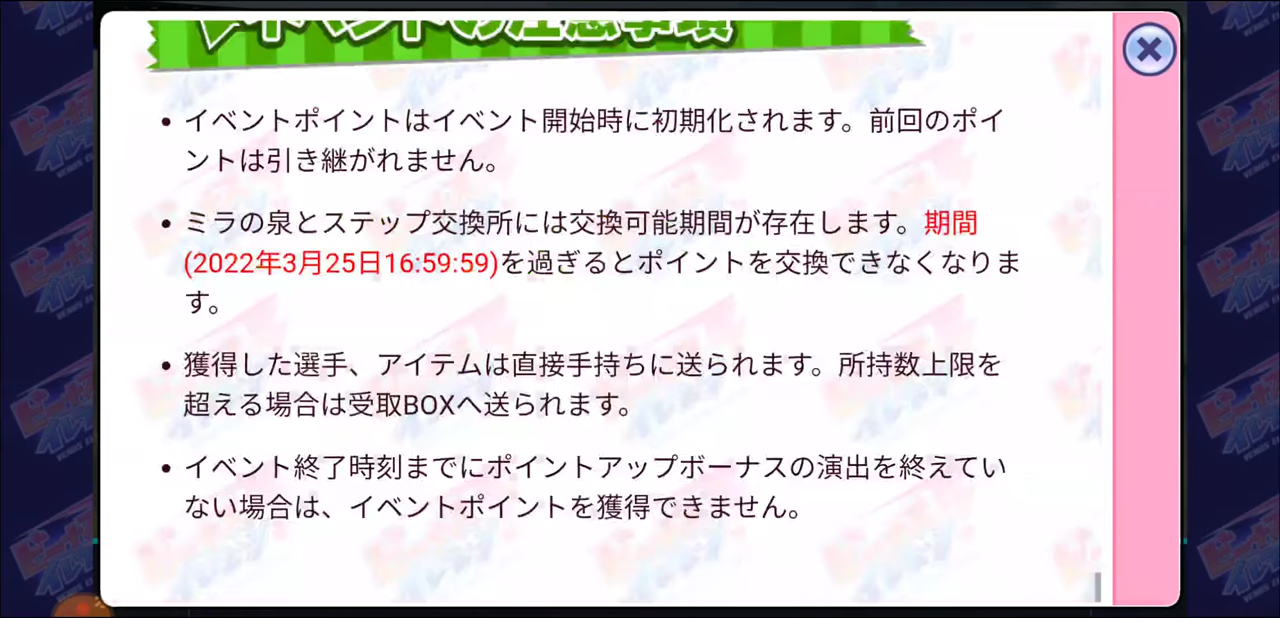 イベントの注意事項
・イベントポイントはイベント開始時に初期化されます。前回のポイ
ントは引き継がれません。
・ミラの泉とステップ交換所には交換可能期間が存在します。期間
(2022年3月25日16:59:59)を過ぎるとポイントを交換できなくなりま
す。
・獲得した選手、アイテムは直接手持ちに送られます。所持数上限を
超える場合は受取BOXへ送られます。
・イベント終了時刻までにポイントアップボーナスの演出を終えてい
ない場合は、イベントポイントを獲得できません。